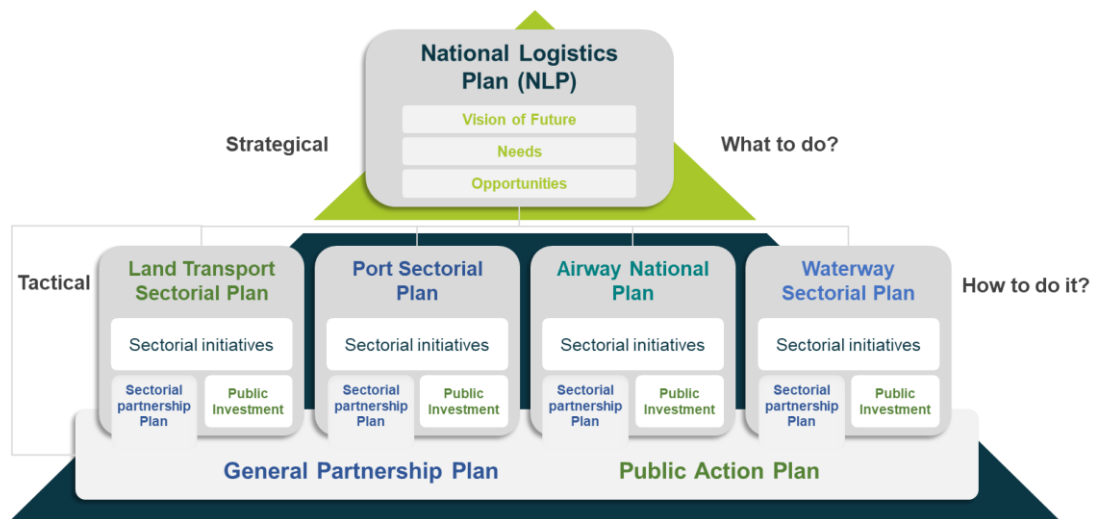 National Logistics
Plan (NLP)
Vision of Future
Needs
Opportunities
Strategical
What to do?
Tactical
Land Transport
Sectorial Plan
Sectorial initiatives
Sectorial
partnership
Plan
Public
Investment
Port Sectorial
Plan
Sectorial initiatives
Sectorial
partnership
Plan
Public
Investment
Airway National
Plan
Sectorial initiatives
Sectorial
partnership
Plan
Public
Investment
Waterway
Sectorial Plan
Sectorial initiatives
Sectorial
partnership
Plan
Public
Investment
How to do it?
General Partnership Plan
Public Action Plan